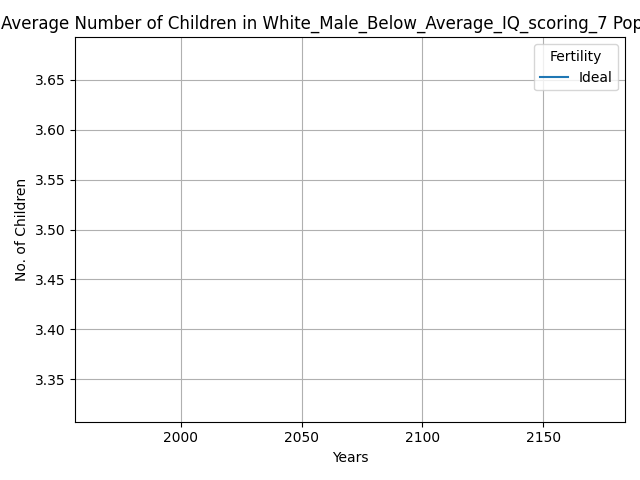 Average Number of Children in White_Male_Below_Average_IQ_scoring_7 Pop
Fertility
Ideal
3.65
3.60
3.55
3.50
3.45
3.40
3.35
No. of Children
2000 2050 2100 2150
Years